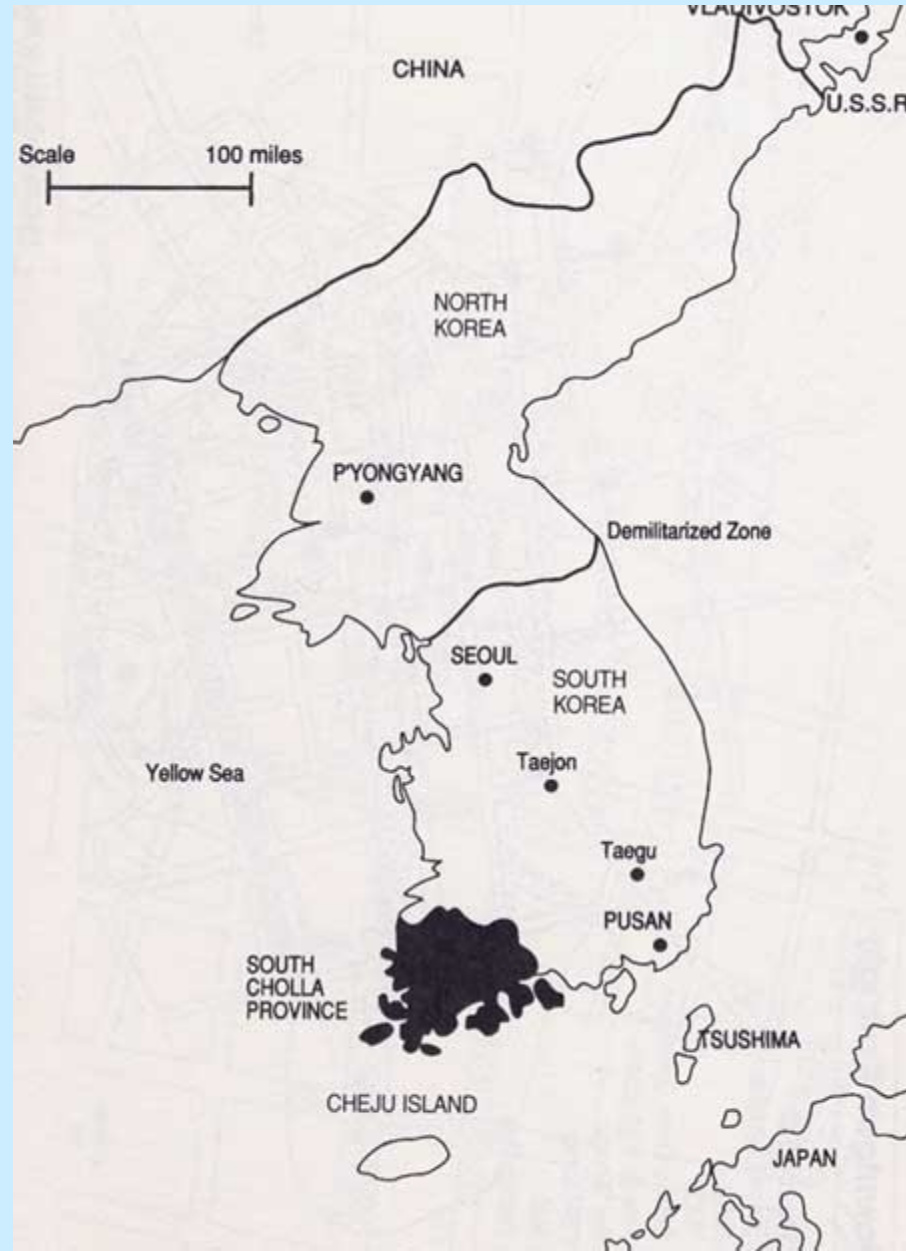 VLADIVOSTOK
CHINA
U.S.S.R
Scale 100 miles
NORTH
KOREA
P'YONGYANG
Demilitarized Zone
SEOUL
SOUTH
KOREA
Yellow Sea
Taejon
Taegu
PUSAN
SOUTH
CHOLLA
PROVINCE
TSUSHIMA
CHEJU ISLAND
JAPAN